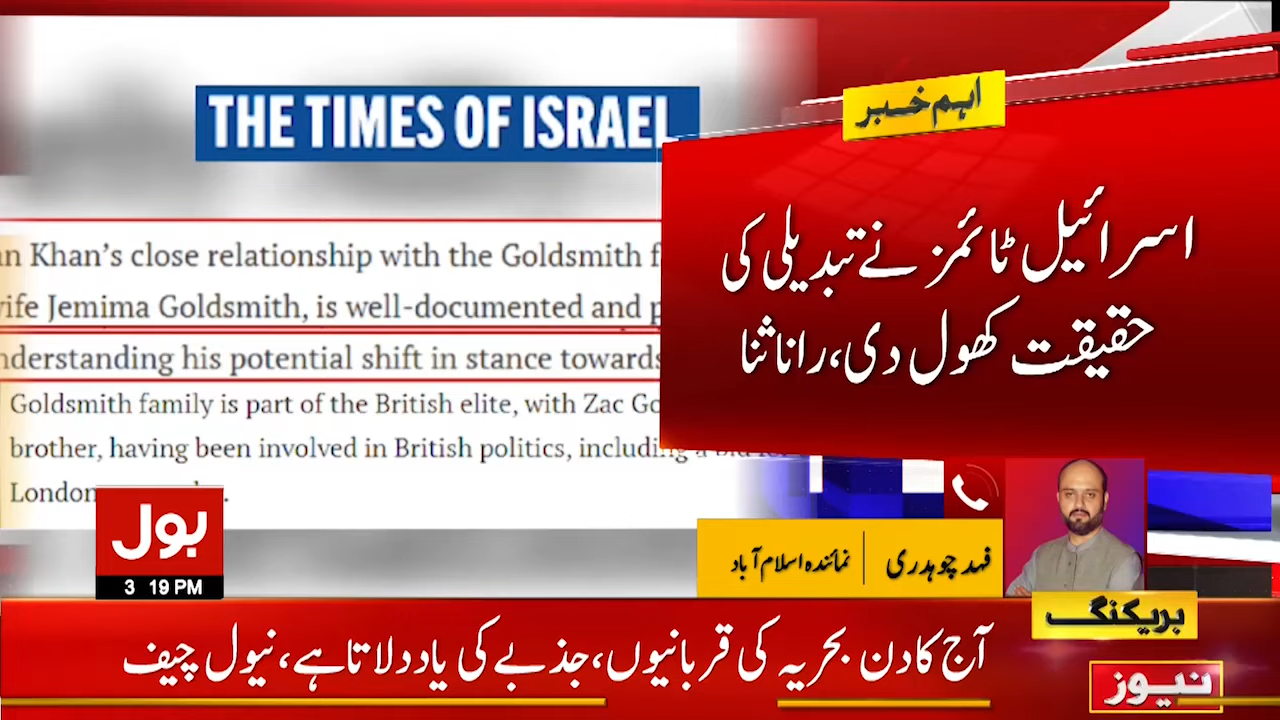 THE TIMES OF ISRAEL
اہم خبر
اسرائیل ٹائمز نے تبدیلی کی
حقیقت کھول دی، رانا ثنا
Khan's close relationship with the Goldsmith
Jemima Goldsmith, is well-documented and
his potential shift in stance towards
Goldsmith family is part of the British elite, with Zac
brother, having been involved in British politics, including
London
بول
3 19 PM
فہد چوہدری
نمائندہ اسلام آباد
بریکنگ
آج کا دن بحریہ کی قربانیوں، جذبے کی یاد دلاتا ہے، نیول چیف
نیوز